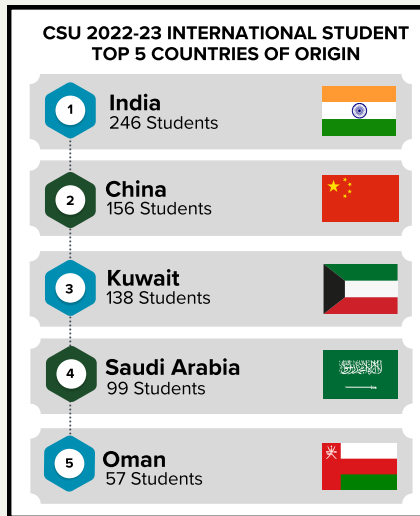 CSU 2022-23 INTERNATIONAL STUDENT
TOP 5 COUNTRIES OF ORIGIN
1
India
246 Students
2
China
156 Students
3
Kuwait
138 Students
4
Saudi Arabia
99 Students
5
Oman
57 Students